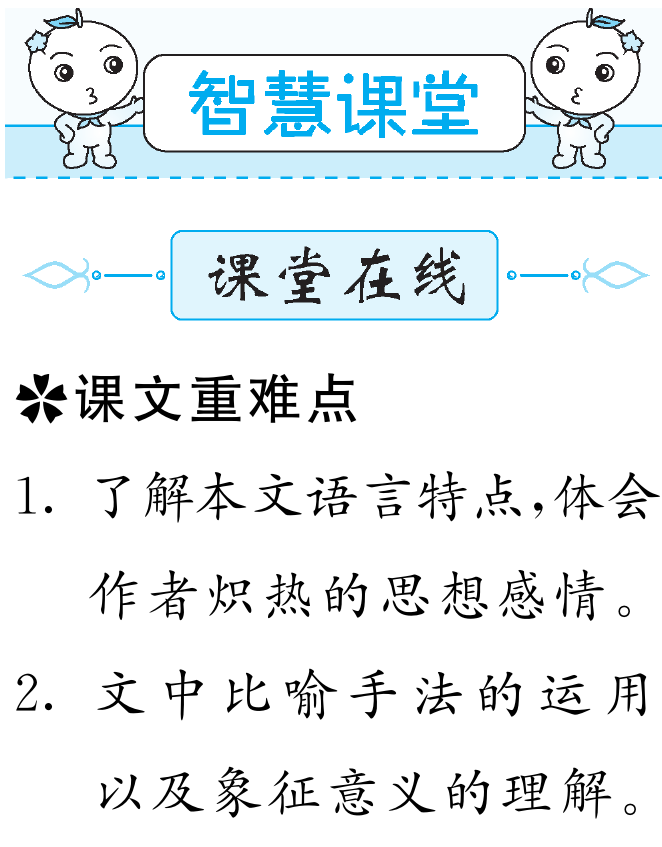 智慧课堂
课堂在线
课文重难点
1. 了解本文语言特点,体会
作者炽热的思想感情。
2. 文中比喻手法的运用
以及象征意义的理解。